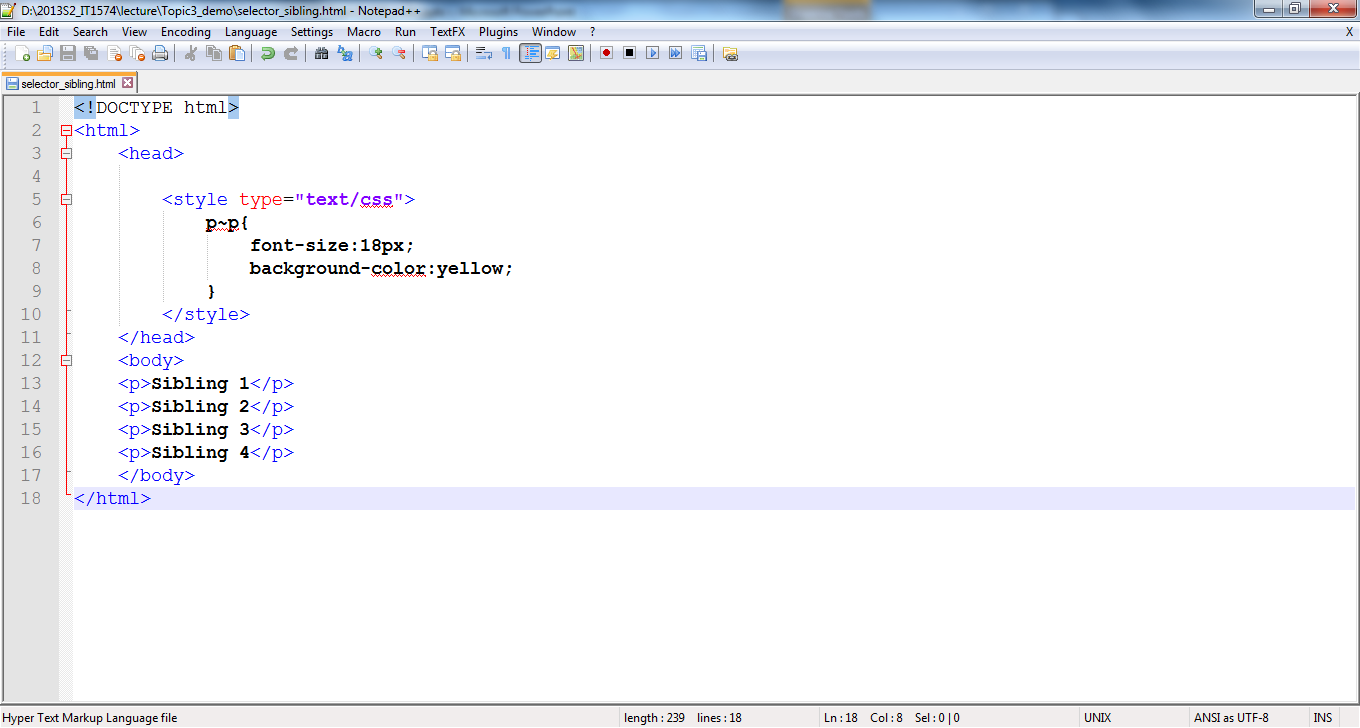 D:\2013S2_IT1574\lecture\Topic3_demo\selector_sibling.html - Notepad++
File Edit Search View Encoding Language Settings Macro Run TextFX Plugins Window ? X
selector_sibling.html
1 <!DOCTYPE html>
2 <html>
3 <head>
4
5 <style type="text/css">
6 p~p{
7 font-size:18px;
8 background-color:yellow;
9 }
10 </style>
11 </head>
12 <body>
13 <p>Sibling 1</p>
14 <p>Sibling 2</p>
15 <p>Sibling 3</p>
16 <p>Sibling 4</p>
17 </body>
18 </html>
Hyper Text Markup Language file length : 239 lines : 18 Ln : 18 Col : 8 Sel : 0 | 0 UNIX ANSI as UTF-8 INS